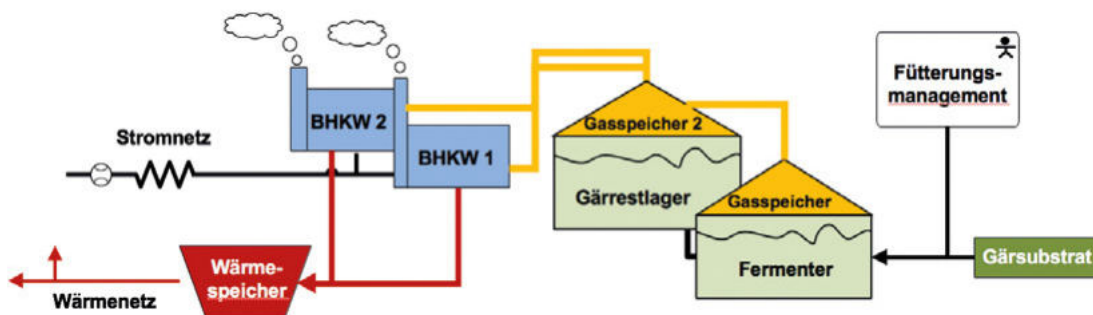 Fütterungs-
management
BHKW 2
Gasspeicher 2
Stromnetz
BHKW 1
Gärrestlager
Gasspeicher
Wärme-
speicher
Fermenter
Gärsubstrat
Wärmenetz